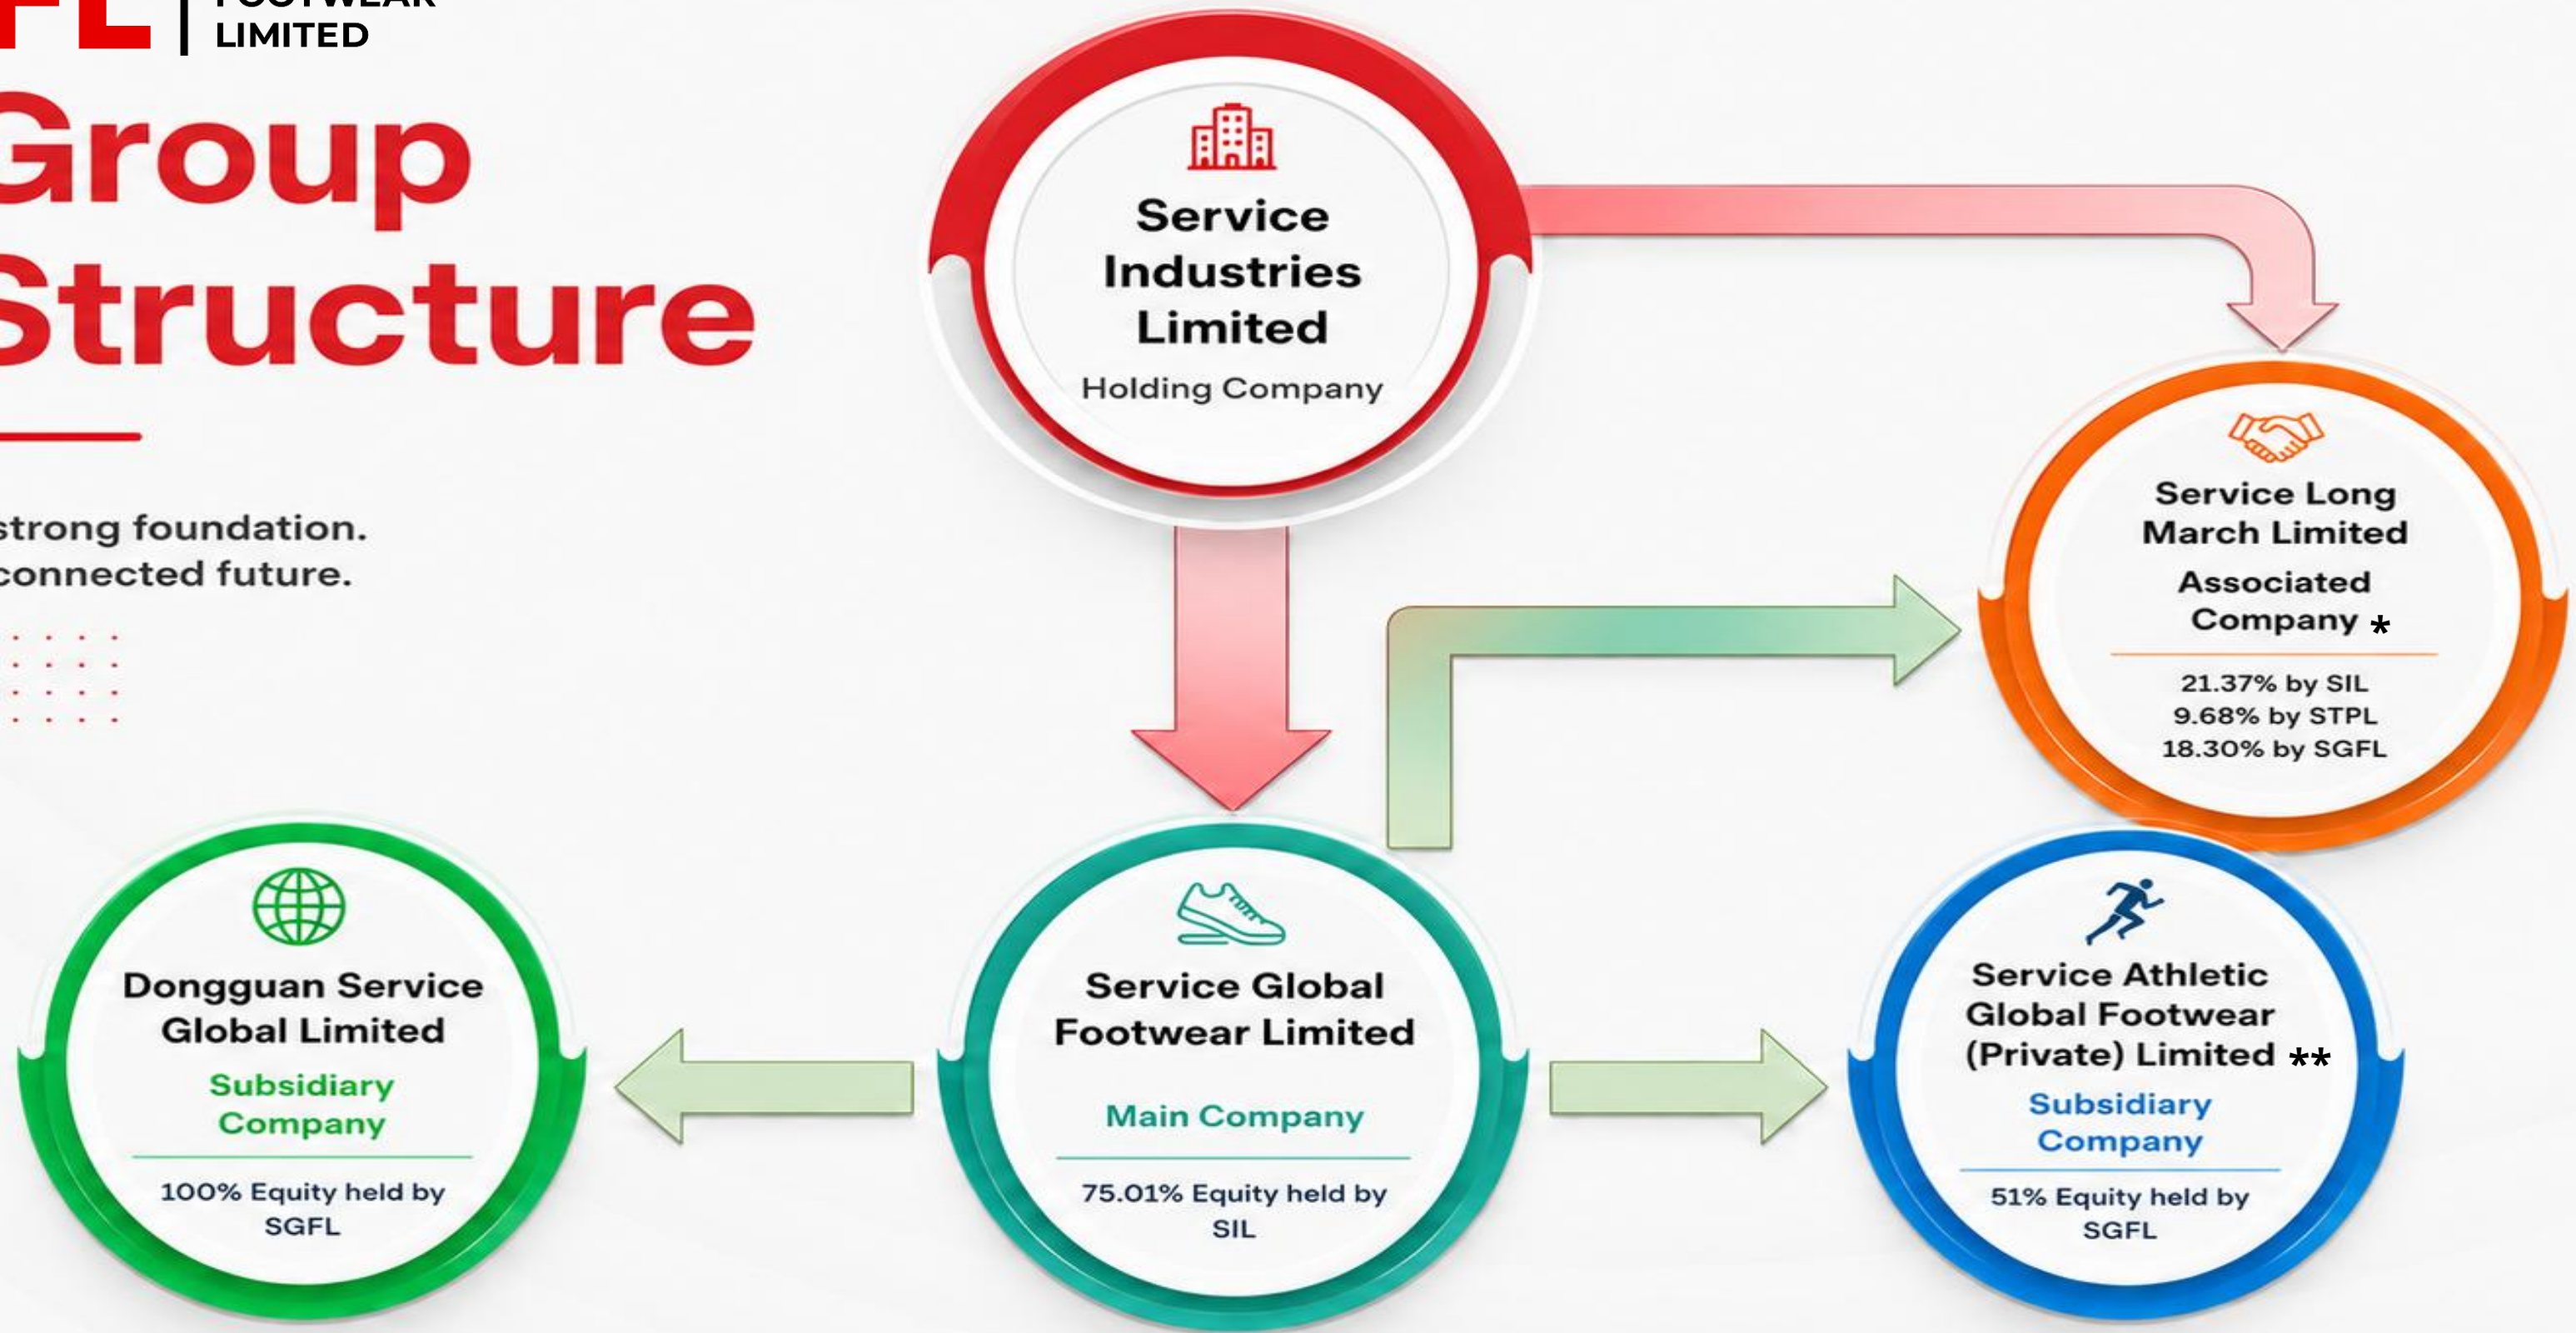 FL
FOOTWEAR
LIMITED
Group
Structure
strong foundation.
connected future.
Service
Industries
Limited
Holding Company
Service Long
March Limited
Associated
Company *
21.37% by SIL
9.68% by STPL
18.30% by SGFL
Dongguan Service
Global Limited
Subsidiary
Company
100% Equity held by
SGFL
Service Global
Footwear Limited
Main Company
75.01% Equity held by
SIL
Service Athletic
Global Footwear
(Private) Limited **
Subsidiary
Company
51% Equity held by
SGFL